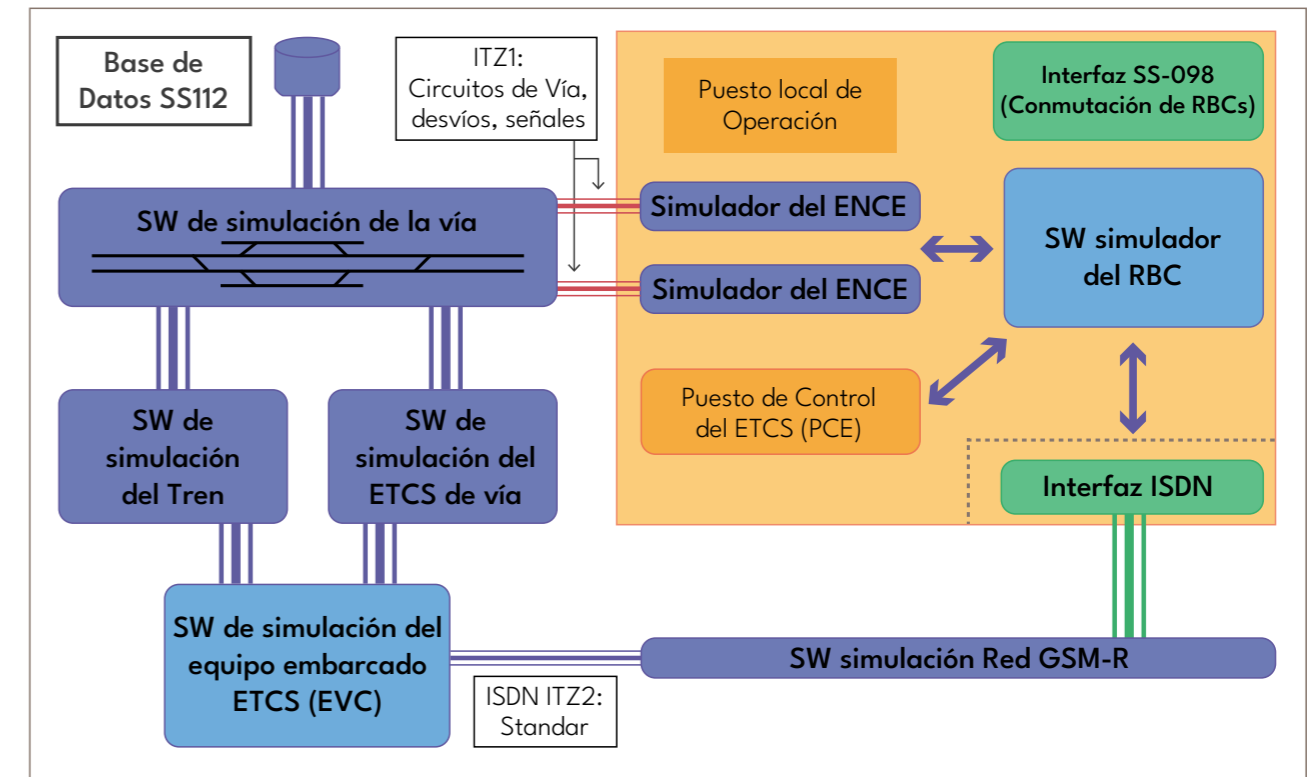 Base de
Datos SS112
ITZ1:
Circuitos de Vía,
desvíos, señales
Puesto local de
Operación
Interfaz SS-098
(Conmutación de RBCs)
SW de simulación de la vía
Simulador del ENCE
Simulador del ENCE
SW simulador
del RBC
SW de
simulación
del Tren
SW de
simulación del
ETCS de vía
Puesto de Control
del ETCS (PCE)
Interfaz ISDN
SW de simulación del
equipo embarcado
ETCS (EVC)
SW simulación Red GSM-R
ISDN ITZ2:
Standar